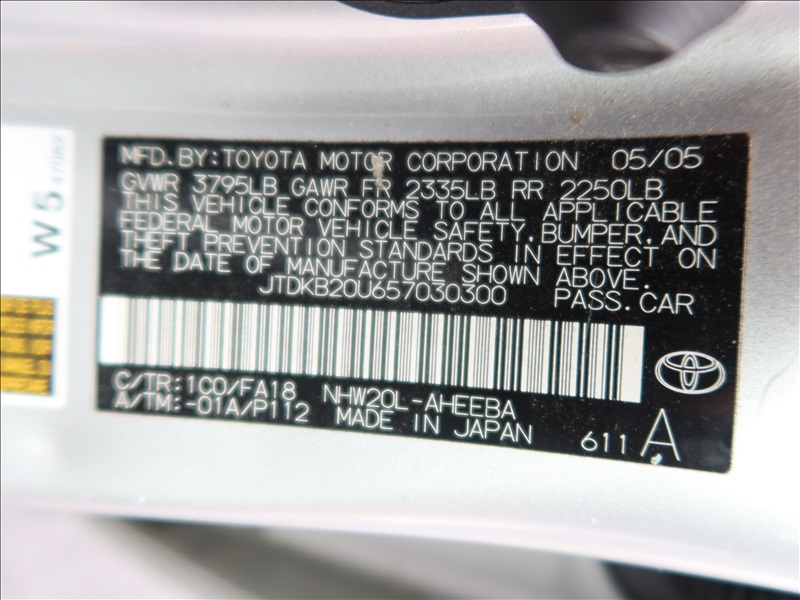 MFD. BY: TOYOTA MOTOR CORPORATION 05/05
GVWR 3795LB GAWR FR 2335LB RR 2250LB
THIS VEHICLE CONFORMS TO ALL APPLICABLE
FEDERAL MOTOR VEHICLE SAFETY, BUMPER, AND
THEFT PREVENTION STANDARDS IN EFFECT ON
THE DATE OF MANUFACTURE SHOWN ABOVE.
JTDKB20U657030300 PASS. CAR
C/TR: 1C0/FA18 NHW20L-AHEEBA
A/TM: -01A/P112 MADE IN JAPAN 611 A
W5 47089